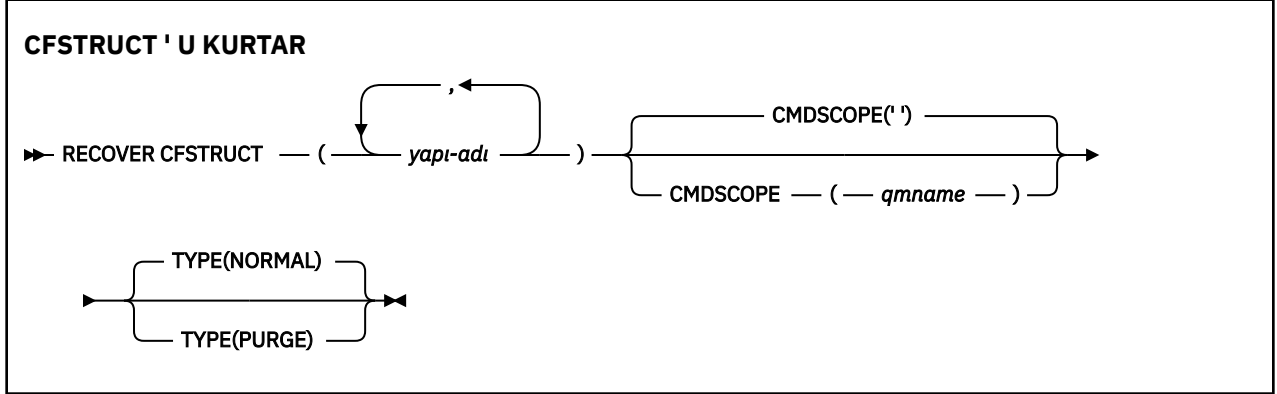 CFSTRUCT ' U KURTAR
,
CMDSCOPE(' ')
RECOVER CFSTRUCT ( yapı-adı )
CMDSCOPE ( qmname )
TYPE(NORMAL)
TYPE(PURGE)